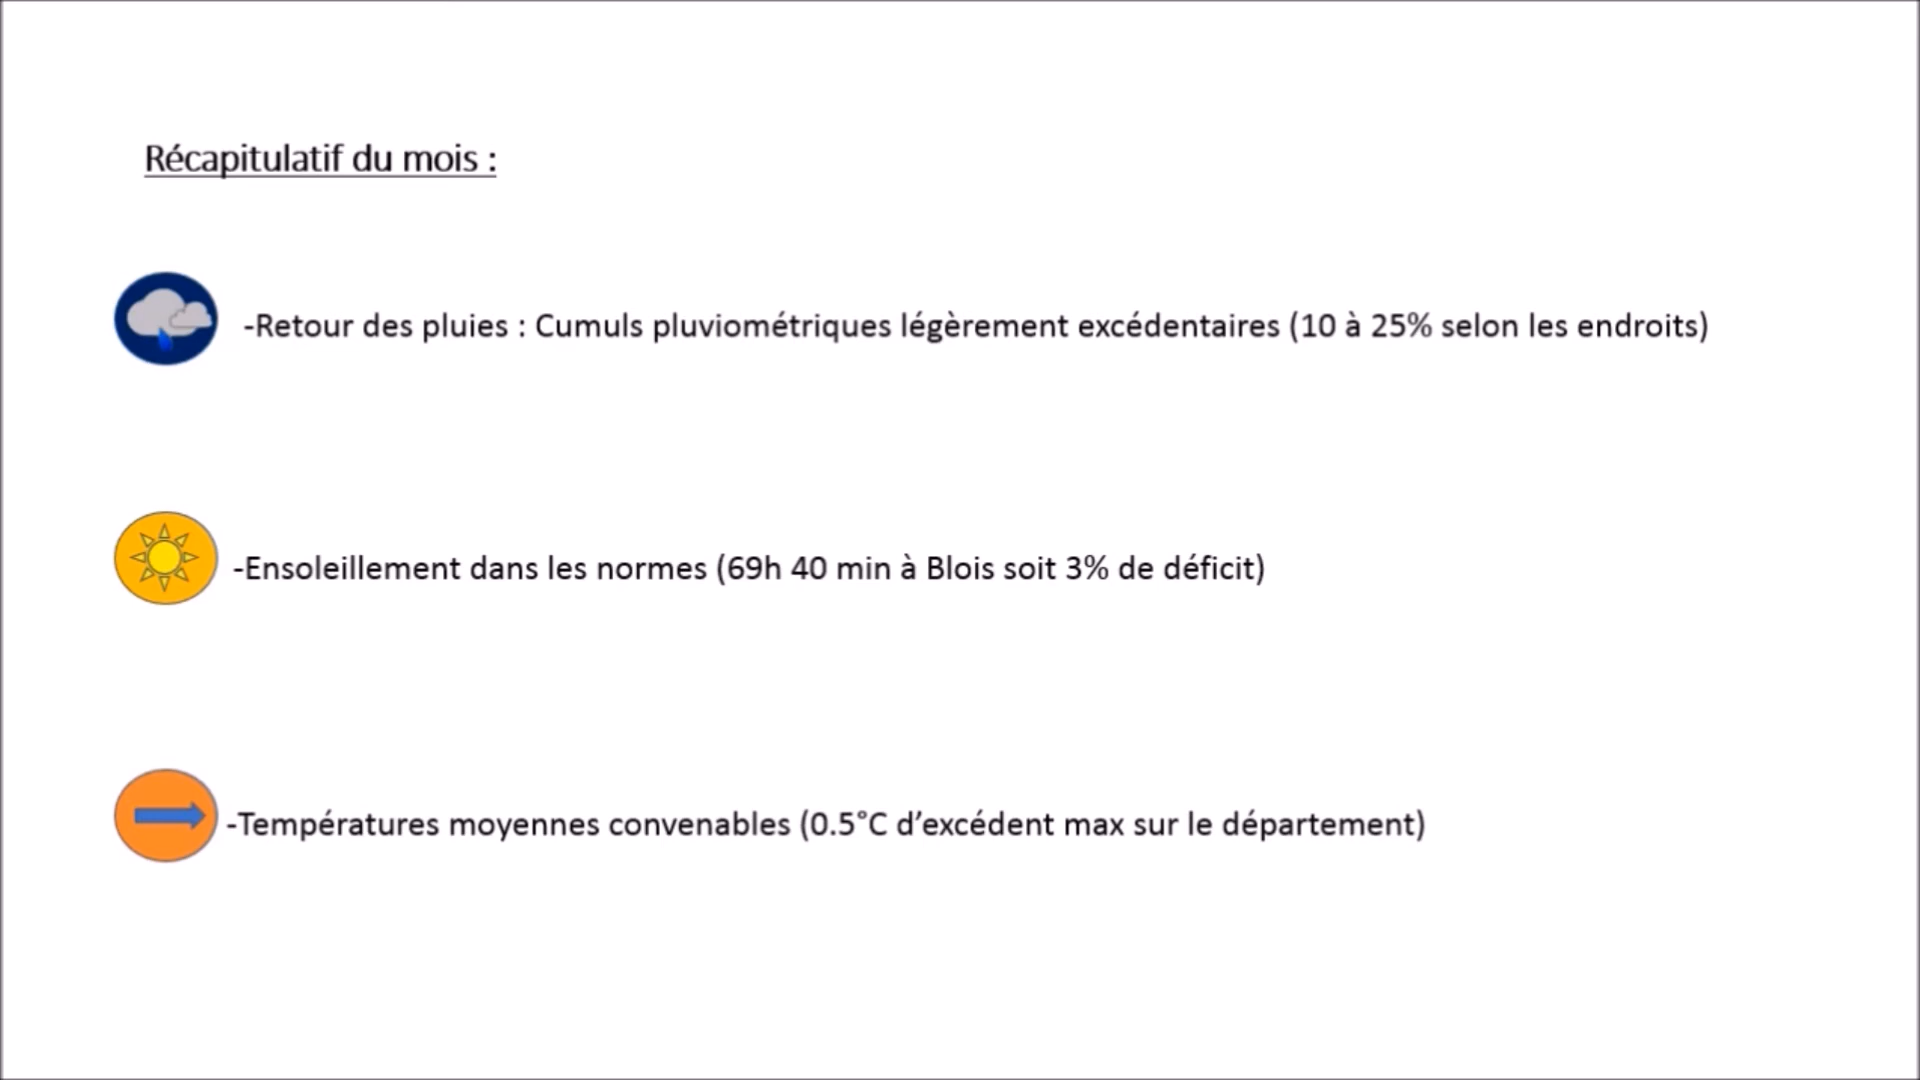 Récapitulatif du mois :
-Retour des pluies : Cumuls pluviométriques légèrement excédentaires (10 à 25% selon les endroits)
-Ensoleillement dans les normes (69h 40 min à Blois soit 3% de déficit)
-Températures moyennes convenables (0.5°C d’excédent max sur le département)